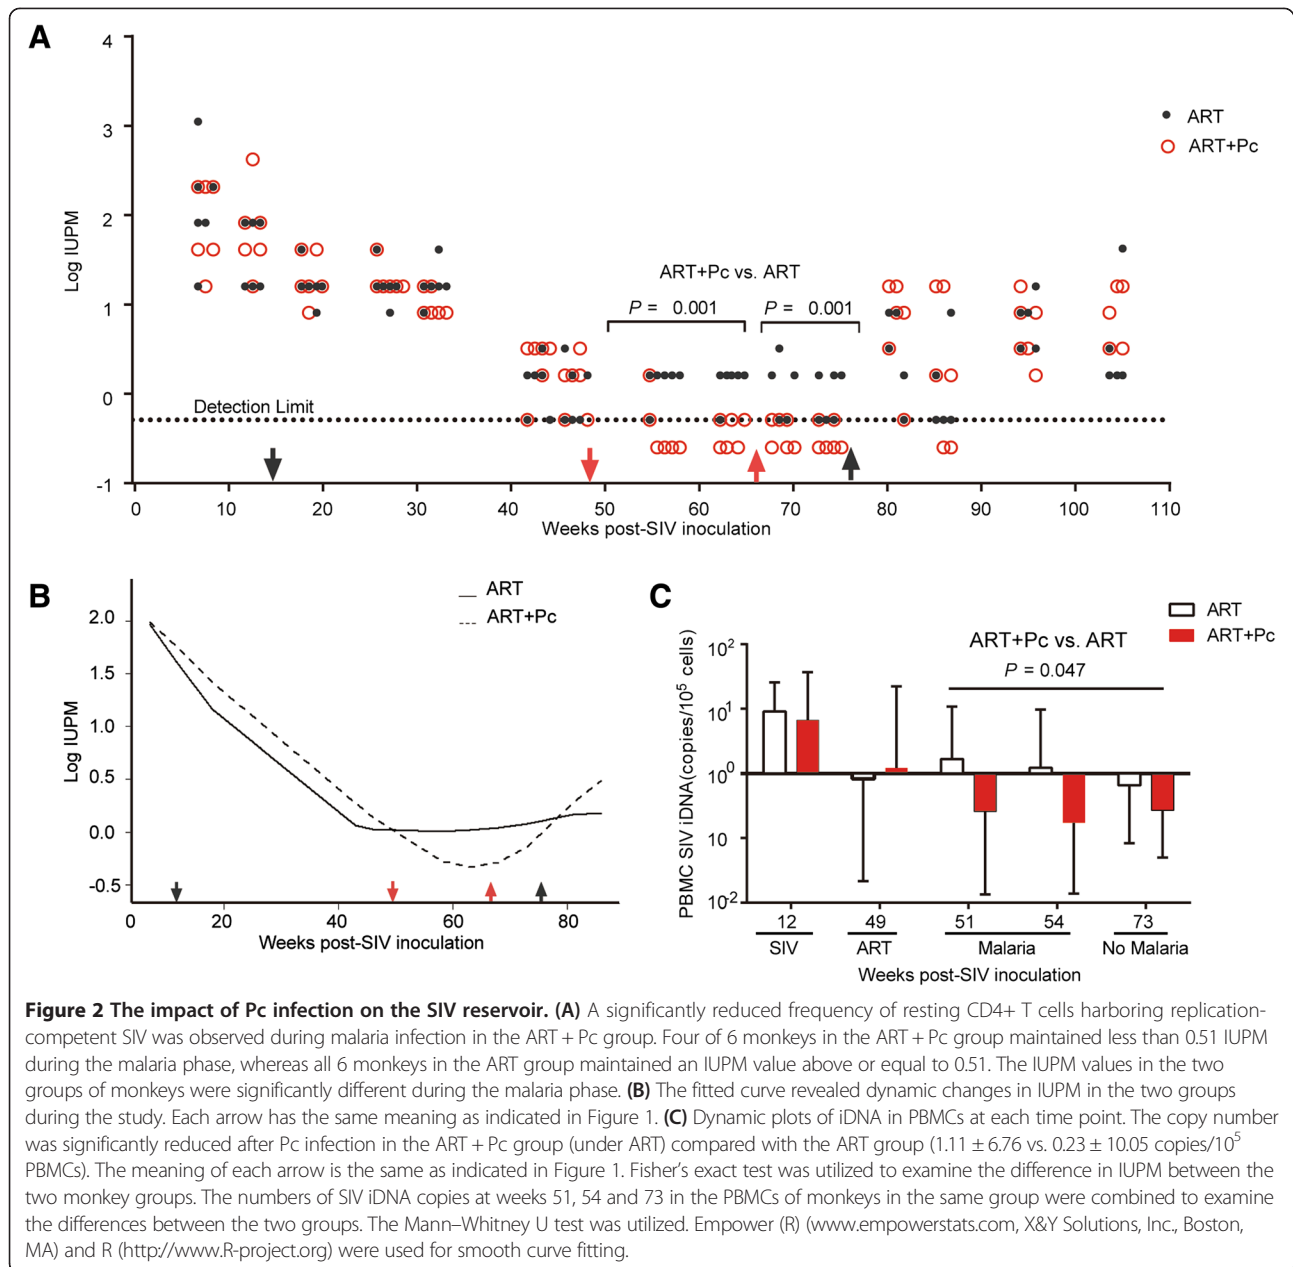 A
4
3
2
1
0
-1
Log IUPM
ART
ART+Pc
ART+Pc vs. ART
P = 0.001
P = 0.001
Detection Limit
0 10 20 30 40 50 60 70 80 90 100 110
Weeks post-SIV inoculation
B
ART
ART+Pc
2.0
1.5
1.0
0.5
0.0
-0.5
Log IUPM
0 20 40 60 80
Weeks post-SIV inoculation
C
ART
ART+Pc
ART+Pc vs. ART
P = 0.047
10²
10¹
10⁰
10
10⁻²
PBMC SIV iDNA(copies/10⁵ cells)
12 49 51 54 73
SIV ART Malaria No Malaria
Weeks post-SIV inoculation
Figure 2 The impact of Pc infection on the SIV reservoir. (A) A significantly reduced frequency of resting CD4+ T cells harboring replication-
competent SIV was observed during malaria infection in the ART + Pc group. Four of 6 monkeys in the ART + Pc group maintained less than 0.51 IUPM
during the malaria phase, whereas all 6 monkeys in the ART group maintained an IUPM value above or equal to 0.51. The IUPM values in the two
groups of monkeys were significantly different during the malaria phase. (B) The fitted curve revealed dynamic changes in IUPM in the two groups
during the study. Each arrow has the same meaning as indicated in Figure 1. (C) Dynamic plots of iDNA in PBMCs at each time point. The copy number
was significantly reduced after Pc infection in the ART + Pc group (under ART) compared with the ART group (1.11 ± 6.76 vs. 0.23 ± 10.05 copies/10⁵
PBMCs). The meaning of each arrow is the same as indicated in Figure 1. Fisher's exact test was utilized to examine the difference in IUPM between the
two monkey groups. The numbers of SIV iDNA copies at weeks 51, 54 and 73 in the PBMCs of monkeys in the same group were combined to examine
the differences between the two groups. The Mann–Whitney U test was utilized. Empower (R) (www.empowerstats.com, X&Y Solutions, Inc., Boston,
MA) and R (http://www.R-project.org) were used for smooth curve fitting.